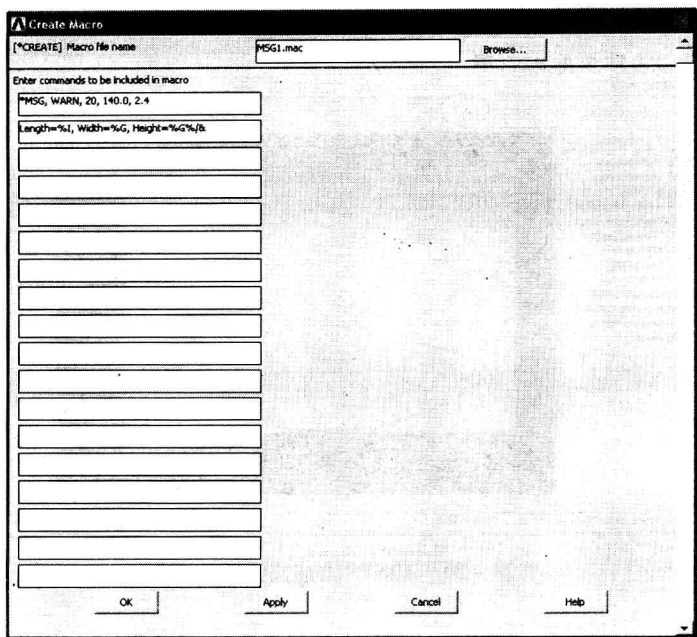 Create Macro
[*CREATE] Macro file name MSG1.mac Browse...
Enter commands to be included in macro
*MSG, WARN, 20, 140.0, 2.4
Length=%I, Width=%G, Height=%G%/&
OK Apply Cancel Help